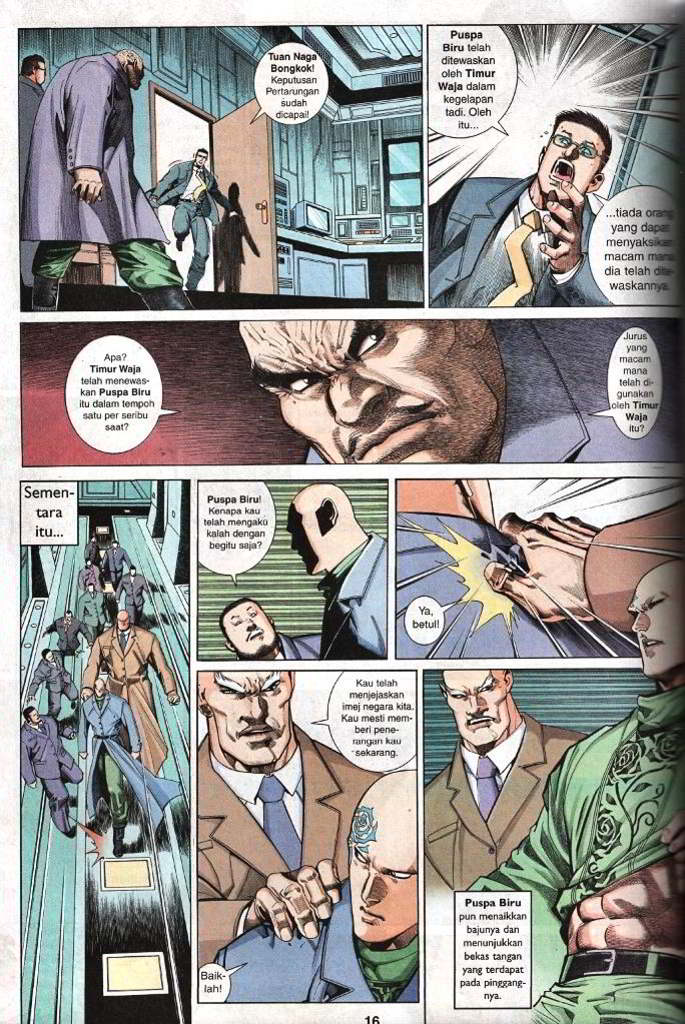 Tuan Naga
Bongkok!
Keputusan
Pertarungan
sudah
dicapai!
Puspa
Biru telah
ditewaskan
oleh Timur
Waja dalam
kegelapan
tadi. Oleh
itu...
...tiada orang
yang dapat
menyaksikan
macam mana
dia telah dite-
waskannya.
Apa?
Timur Waja
telah menewas-
kan Puspa Biru
itu dalam tempoh
satu per seribu
saat?
Jurus
yang
macam
mana
telah di-
gunakan
oleh Timur
Waja
itu?
Semen-
tara
itu...
Puspa Biru!
Kenapa kau
telah mengaku
kalah dengan
begitu saja?
Ya,
betul!
Kau telah
menjejaskan
imej negara kita.
Kau mesti mem-
beri pene-
rangan kau
sekarang.
Baik-
lah!
Puspa Biru
pun menaikkan
bajunya dan
menunjukkan
bekas tangan
yang terdapat
pada pinggang-
nya.
16